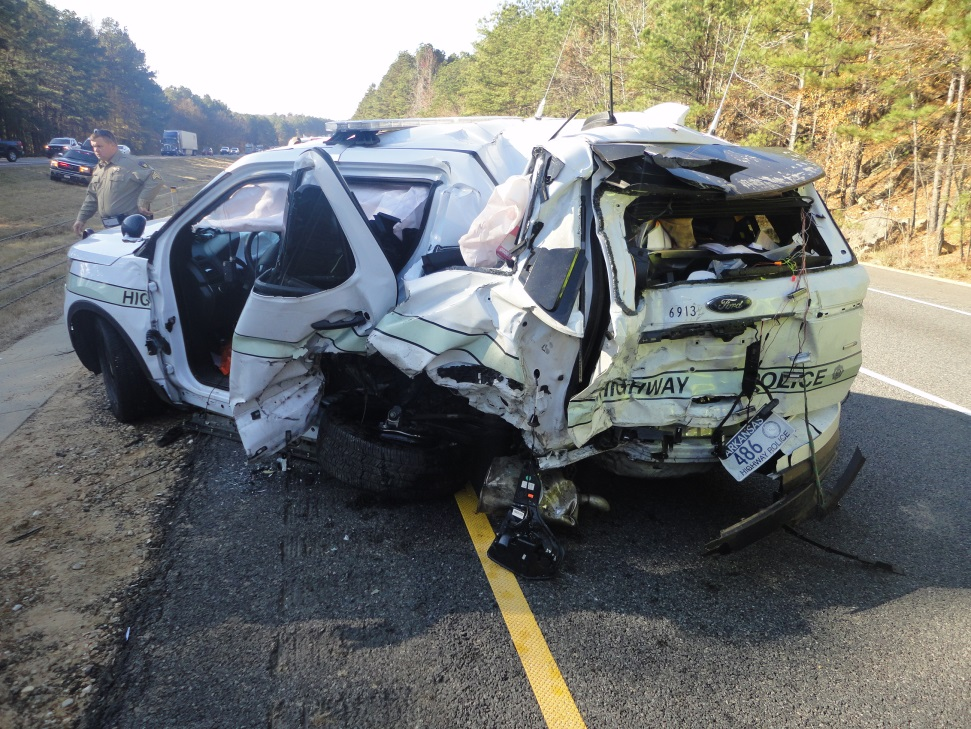 HIG
6913
Ford
HIGHWAY POLICE
ARKANSAS
486
HIGHWAY POLICE